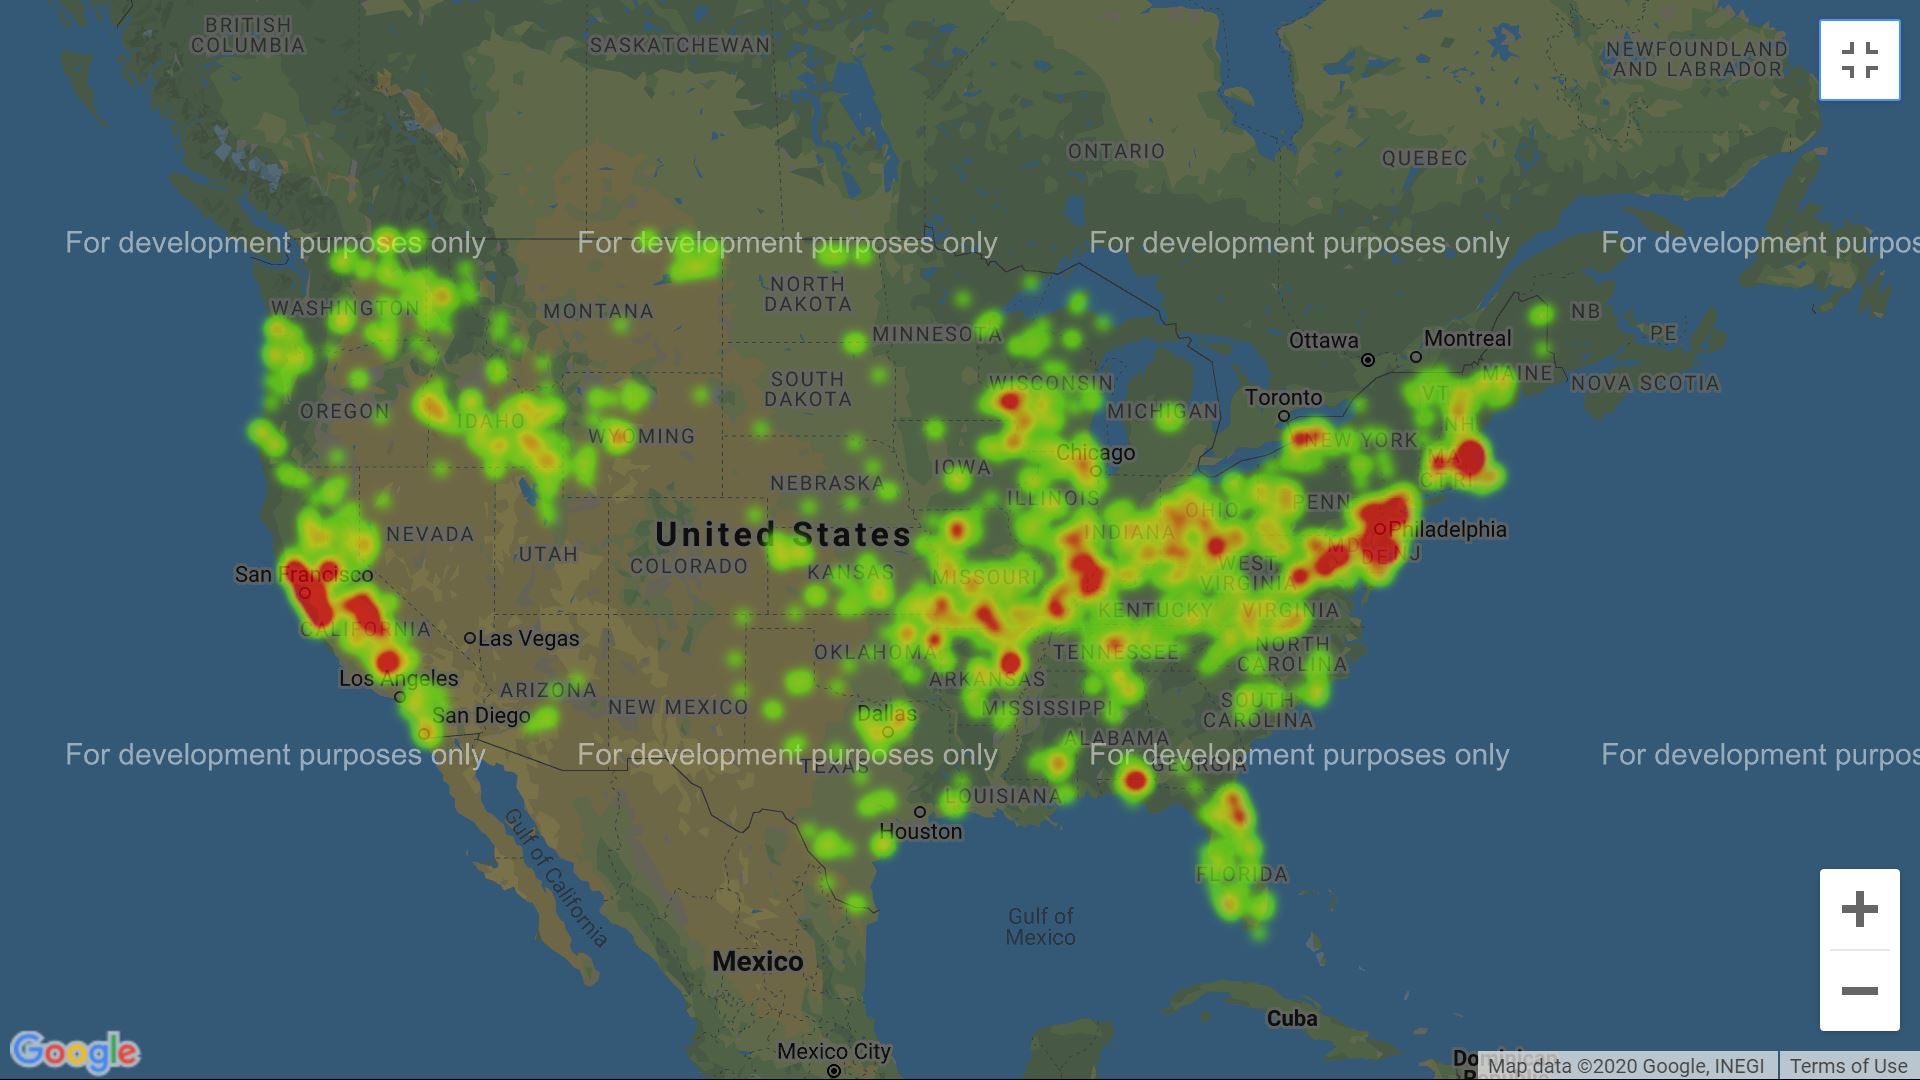 BRITISH
COLUMBIA
SASKATCHEWAN
NEWFOUNDLAND
AND LABRADOR
ONTARIO
QUEBEC
For development purposes only
For development purposes only
For development purposes only
For development purpos
WASHINGTON
MONTANA
NORTH
DAKOTA
MINNESOTA
Ottawa
Montreal
NB
PE
SOUTH
DAKOTA
WISCONSIN
MICHIGAN
Toronto
VT
MAINE
NOVA SCOTIA
OREGON
IDAHO
WYOMING
NEW YORK
NH
IOWA
Chicago
MA
CT
RI
NEBRASKA
ILLINOIS
INDIANA
OHIO
PENN
Philadelphia
NEVADA
UTAH
United States
COLORADO
KANSAS
MISSOURI
WEST
VIRGINIA
MD
DE
NJ
San Francisco
CALIFORNIA
Las Vegas
KENTUCKY
VIRGINIA
OKLAHOMA
TENNESSEE
NORTH
CAROLINA
Los Angeles
ARIZONA
NEW MEXICO
ARKANSAS
MISSISSIPPI
SOUTH
CAROLINA
San Diego
Dallas
ALABAMA
GEORGIA
For development purposes only
For development purposes only
For development purposes only
For development purpos
TEXAS
LOUISIANA
Houston
Gulf of California
FLORIDA
Gulf of
Mexico
Mexico
Cuba
Mexico City
Dominican
Google
Map data ©2020 Google, INEGI
Terms of Use